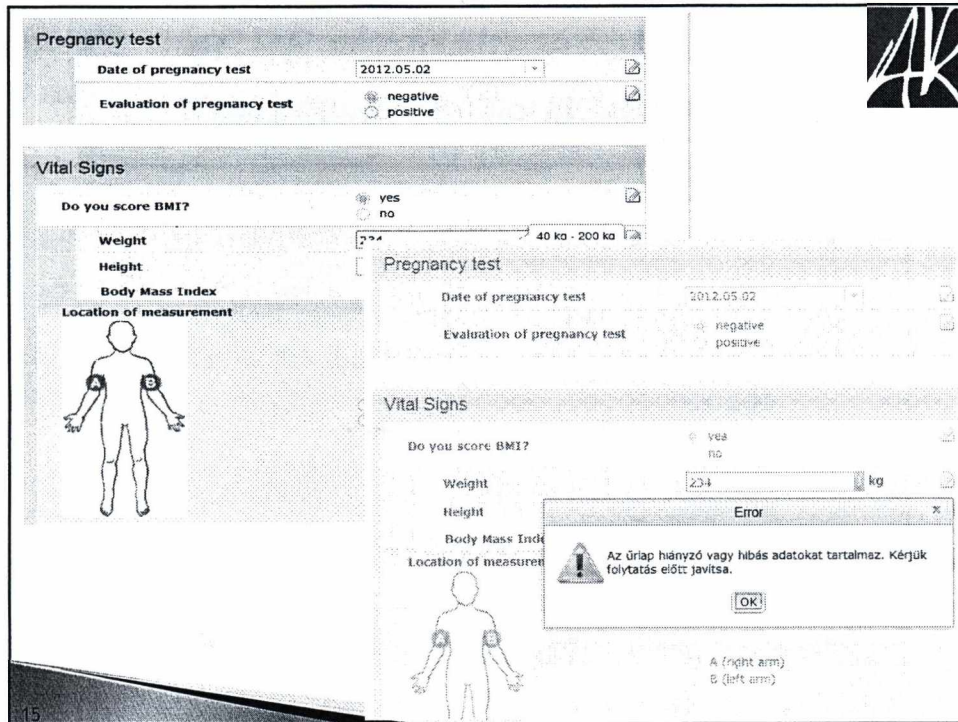 Pregnancy test
Date of pregnancy test 2012.05.02
Evaluation of pregnancy test negative
positive
Vital Signs
Do you score BMI? yes
no
Weight 234 40 kg - 200 kg
Height
Body Mass Index
Location of measurement
A B
Pregnancy test
Date of pregnancy test 2012.05.02
Evaluation of pregnancy test negative
positive
Vital Signs
Do you score BMI? yes
no
Weight 234 kg
Height
Body Mass Inde
Location of measuren
Error x
Az űrlap hiányzó vagy hibás adatokat tartalmaz. Kérjük
folytatás előtt javítsa.
OK
A
A (right arm)
B (left arm)
15